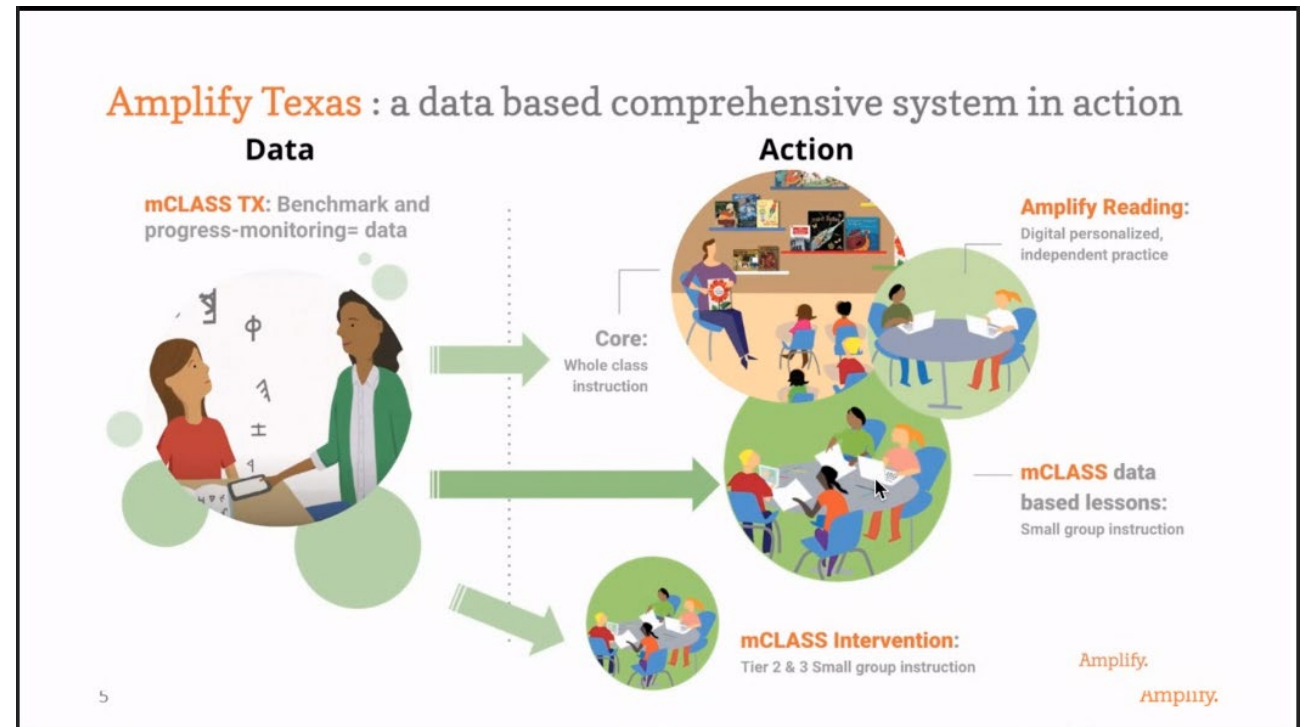 Amplify Texas : a data based comprehensive system in action
Data
mCLASS TX: Benchmark and
progress-monitoring= data
Action
Core:
Whole class
instruction
Amplify Reading:
Digital personalized,
independent practice
mCLASS data
based lessons:
Small group instruction
mCLASS Intervention:
Tier 2 & 3 Small group instruction
Amplify.
Amplify.
5